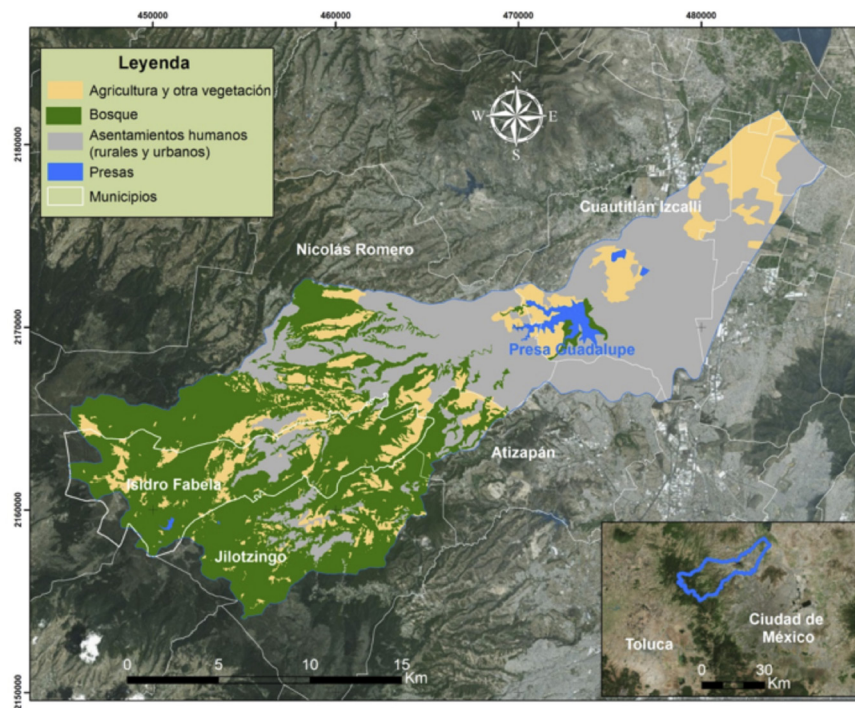 450000
460000
470000
480000
Leyenda
Agricultura y otra vegetación
Bosque
Asentamientos humanos
(rurales y urbanos)
Presas
Municipios
N
W
E
S
2180000
2170000
2160000
2150000
Cuautitlán Izcalli
Nicolás Romero
Presa Guadalupe
Atizapán
Isidro Fabela
Jilotzingo
0
5
10
15
Km
Toluca
Ciudad de
México
0
30
Km